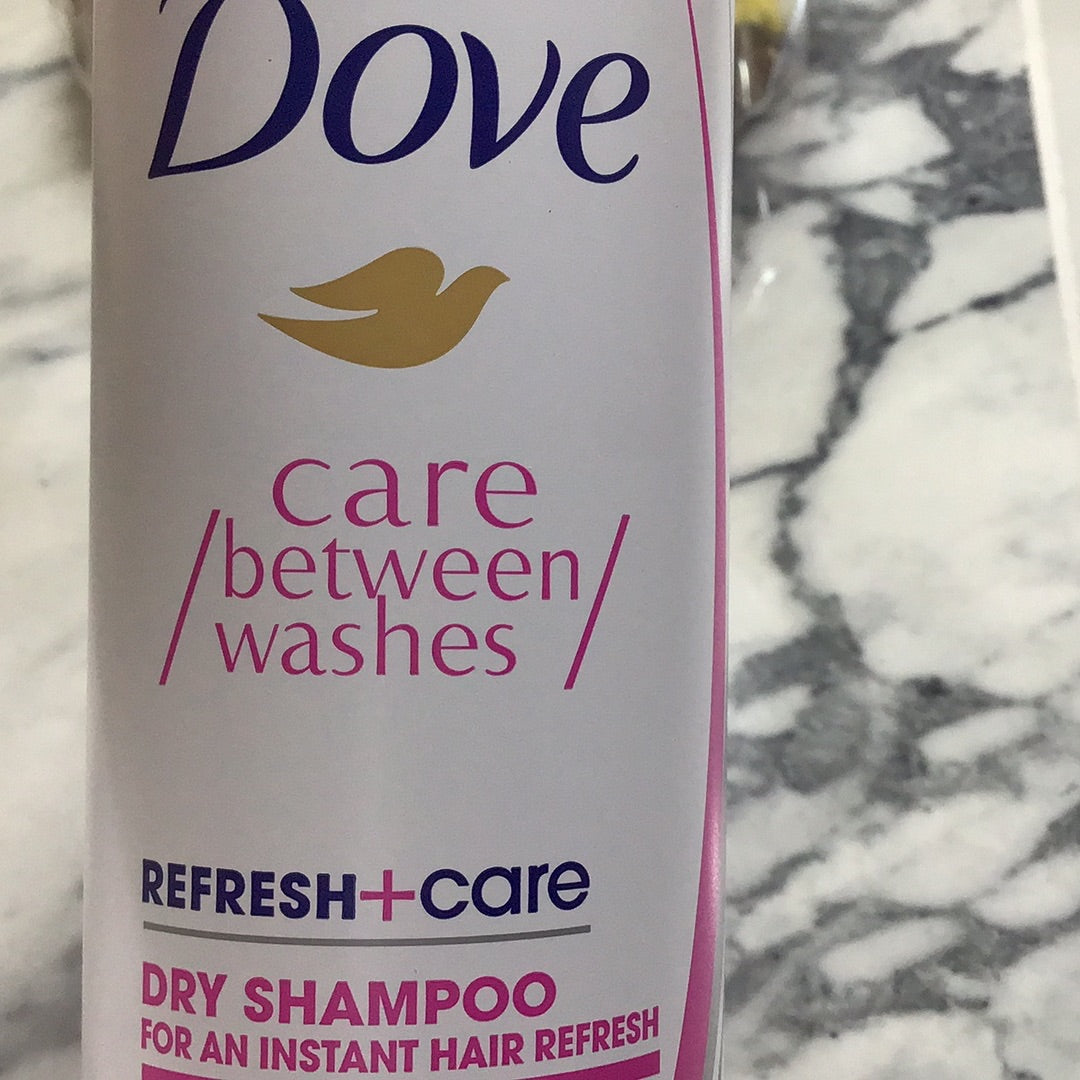 Dove
care
/between/
washes
REFRESH+care
DRY SHAMPOO
FOR AN INSTANT HAIR REFRESH